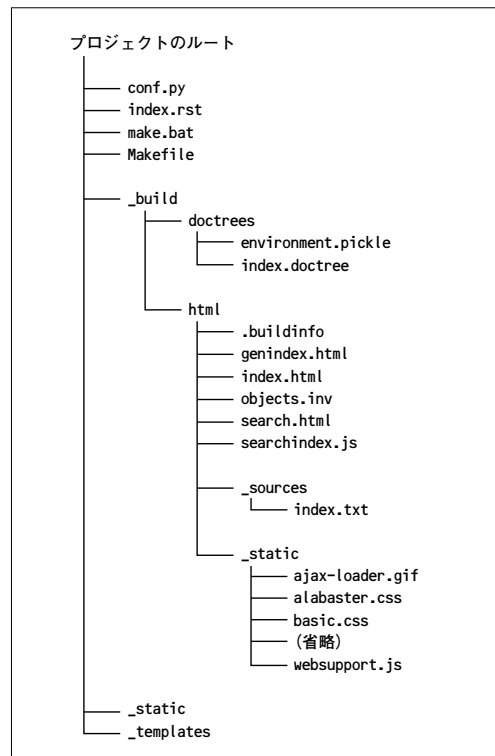 プロジェクトのルート
conf.py
index.rst
make.bat
Makefile
_build
doctrees
environment.pickle
index.doctree
html
.buildinfo
genindex.html
index.html
objects.inv
search.html
searchindex.js
_sources
index.txt
_static
ajax-loader.gif
alabaster.css
basic.css
(省略)
websupport.js
_static
_templates